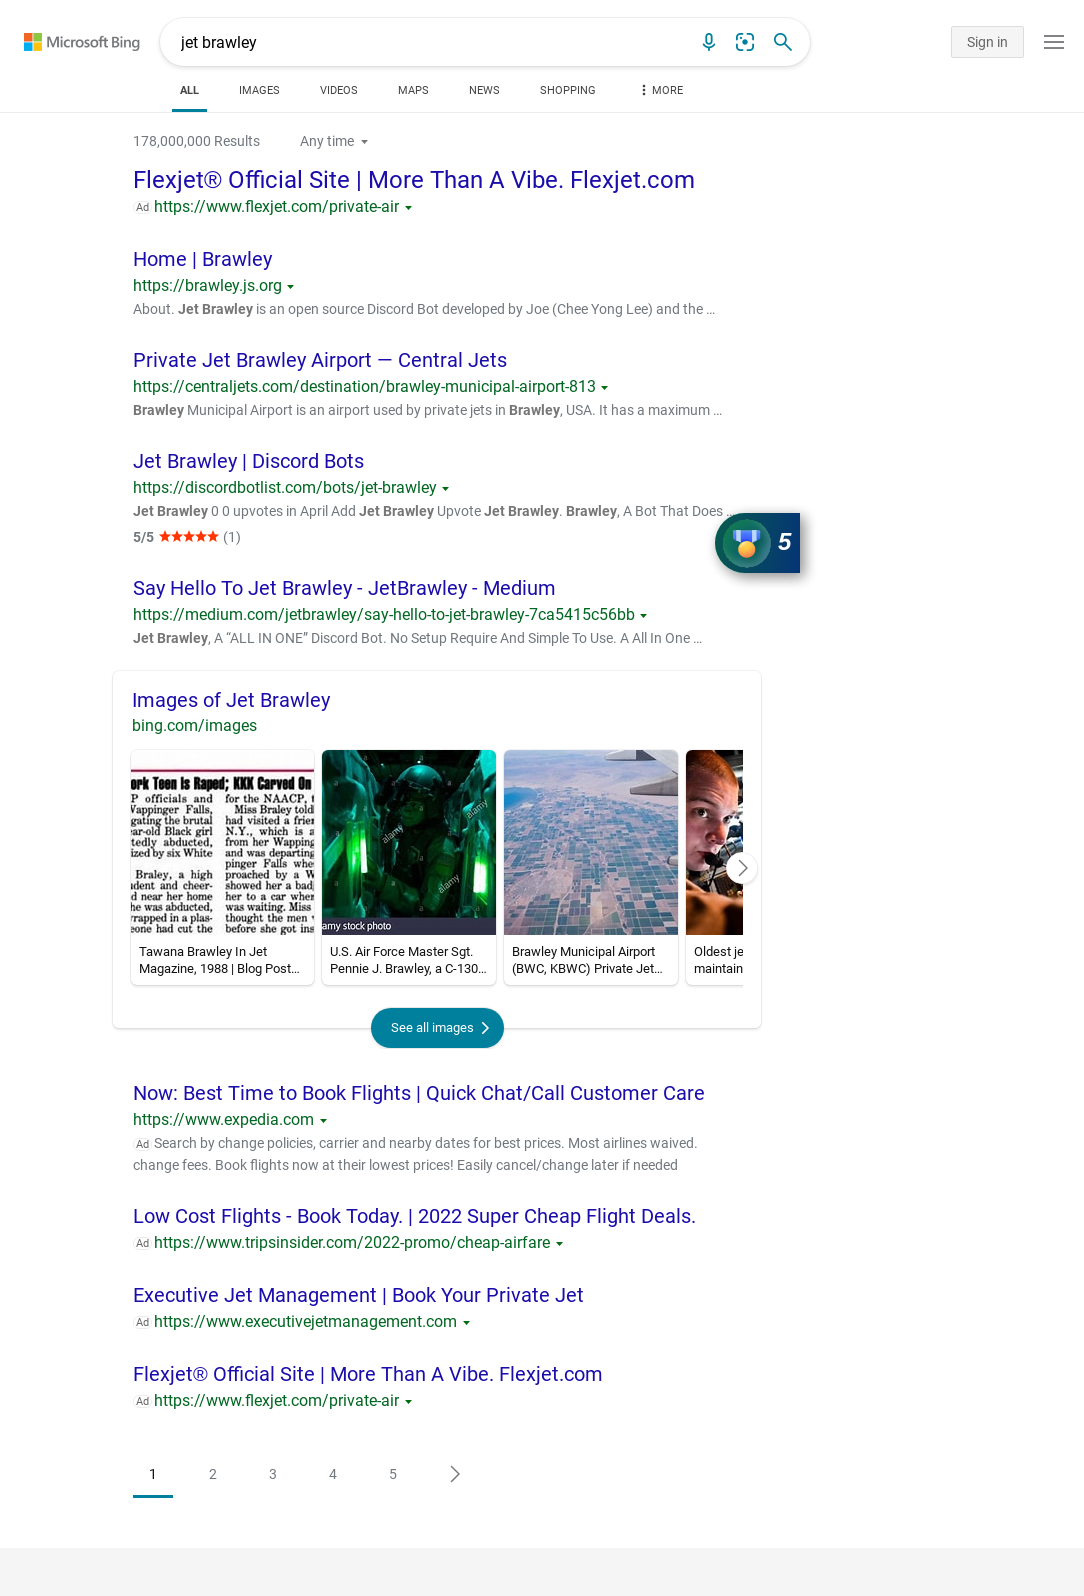 Microsoft Bing
jet brawley
Sign in
ALL IMAGES VIDEOS MAPS NEWS SHOPPING MORE
178,000,000 Results Any time
Flexjet® Official Site | More Than A Vibe. Flexjet.com
Ad https://www.flexjet.com/private-air
Home | Brawley
https://brawley.js.org
About. Jet Brawley is an open source Discord Bot developed by Joe (Chee Yong Lee) and the ...
Private Jet Brawley Airport — Central Jets
https://centraljets.com/destination/brawley-municipal-airport-813
Brawley Municipal Airport is an airport used by private jets in Brawley, USA. It has a maximum ...
Jet Brawley | Discord Bots
https://discordbotlist.com/bots/jet-brawley
Jet Brawley 0 0 upvotes in April Add Jet Brawley Upvote Jet Brawley. Brawley, A Bot That Does ...
5/5 (1)
5
Say Hello To Jet Brawley - JetBrawley - Medium
https://medium.com/jetbrawley/say-hello-to-jet-brawley-7ca5415c56bb
Jet Brawley, A “ALL IN ONE” Discord Bot. No Setup Require And Simple To Use. A All In One ...
Images of Jet Brawley
bing.com/images
ork Teen Is Raped; KKK Carved On
P officials and
Wappinger Falls,
gating the brutal
ear-old Black girl
tedly abducted,
ized by six White
Braley, a high
dent and cheer-
d near her home
he was abducted,
wrapped in a plas-
eone had cut the
for the NAACP, t
Miss Braley told
had visited a frie
N.Y., which is a
from her Wapping
and was departing
pinger Falls whe
proached by a W
showed her a bad
her to a car when
was waiting. Miss
thought the men
before she got ins
alamy
alamy
alamy
amy stock photo
Tawana Brawley In Jet
Magazine, 1988 | Blog Post...
U.S. Air Force Master Sgt.
Pennie J. Brawley, a C-130...
Brawley Municipal Airport
(BWC, KBWC) Private Jet...
Oldest je
maintain
See all images
Now: Best Time to Book Flights | Quick Chat/Call Customer Care
https://www.expedia.com
Ad Search by change policies, carrier and nearby dates for best prices. Most airlines waived.
change fees. Book flights now at their lowest prices! Easily cancel/change later if needed
Low Cost Flights - Book Today. | 2022 Super Cheap Flight Deals.
Ad https://www.tripsinsider.com/2022-promo/cheap-airfare
Executive Jet Management | Book Your Private Jet
Ad https://www.executivejetmanagement.com
Flexjet® Official Site | More Than A Vibe. Flexjet.com
Ad https://www.flexjet.com/private-air
1 2 3 4 5